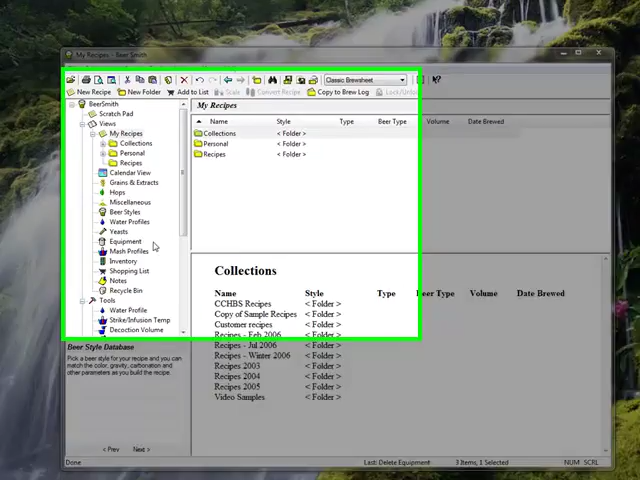 My Recipes - Beer Smith
Classic Brewsheet
New Recipe New Folder Add to List Scale Convert Recipe Copy to Brew Log Lock/Unlo
BeerSmith
Scratch Pad
Views
My Recipes
Collections
Personal
Recipes
Calendar View
Grains & Extracts
Hops
Miscellaneous
Beer Styles
Water Profiles
Yeasts
Equipment
Mash Profiles
Inventory
Shopping List
Notes
Recycle Bin
Tools
Water Profile
Strike/Infusion Temp
Decoction Volume
My Recipes
Name Style Type Beer Type Volume Date Brewed
Collections < Folder >
Personal < Folder >
Recipes < Folder >
Collections
Name Style Type Beer Type Volume Date Brewed
CCHBS Recipes < Folder >
Copy of Sample Recipes < Folder >
Customer recipes < Folder >
Recipes - Feb 2006 < Folder >
Recipes - Jul 2006 < Folder >
Recipes - Winter 2006 < Folder >
Recipes 2003 < Folder >
Recipes 2004 < Folder >
Recipes 2005 < Folder >
Video Samples < Folder >
Beer Style Database
Pick a beer style for your recipe and you can
match the color, gravity, carbonation and
other parameters as you build the recipe.
< Prev Next >
Done Last: Delete Equipment 3 Items, 1 Selected NUM SCRL